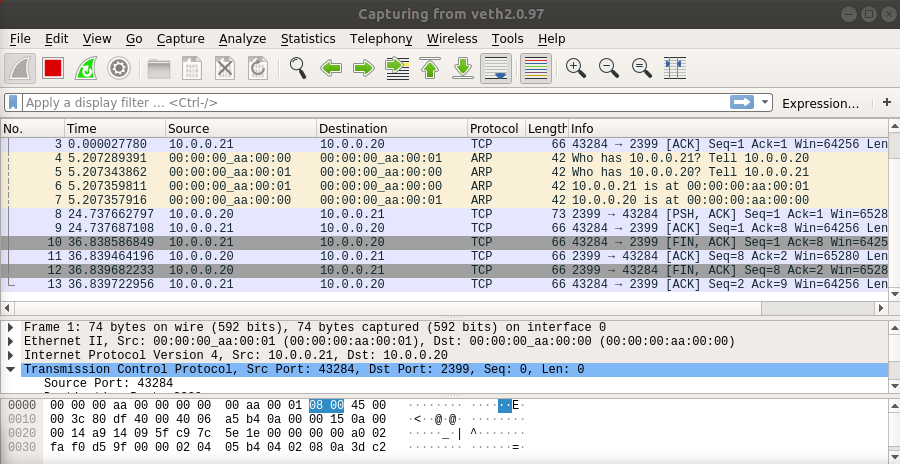 Capturing from veth2.0.97
File Edit View Go Capture Analyze Statistics Telephony Wireless Tools Help
Apply a display filter ... <Ctrl-/> Expression... +
No. Time Source Destination Protocol Length Info
3 0.000027780 10.0.0.21 10.0.0.20 TCP 66 43284 → 2399 [ACK] Seq=1 Ack=1 Win=64256 Len
4 5.207289391 00:00:00_aa:00:00 00:00:00_aa:00:01 ARP 42 Who has 10.0.0.21? Tell 10.0.0.20
5 5.207343862 00:00:00_aa:00:01 00:00:00_aa:00:00 ARP 42 Who has 10.0.0.20? Tell 10.0.0.21
6 5.207359811 00:00:00_aa:00:01 00:00:00_aa:00:00 ARP 42 10.0.0.21 is at 00:00:00:aa:00:01
7 5.207357916 00:00:00_aa:00:00 00:00:00_aa:00:01 ARP 42 10.0.0.20 is at 00:00:00:aa:00:00
8 24.737662797 10.0.0.20 10.0.0.21 TCP 73 2399 → 43284 [PSH, ACK] Seq=1 Ack=1 Win=6528
9 24.737687108 10.0.0.21 10.0.0.20 TCP 66 43284 → 2399 [ACK] Seq=1 Ack=8 Win=64256 Len
10 36.838586849 10.0.0.21 10.0.0.20 TCP 66 43284 → 2399 [FIN, ACK] Seq=1 Ack=8 Win=6425
11 36.839464196 10.0.0.20 10.0.0.21 TCP 66 2399 → 43284 [ACK] Seq=8 Ack=2 Win=65280 Len
12 36.839682233 10.0.0.20 10.0.0.21 TCP 66 2399 → 43284 [FIN, ACK] Seq=8 Ack=2 Win=6528
13 36.839722956 10.0.0.21 10.0.0.20 TCP 66 43284 → 2399 [ACK] Seq=2 Ack=9 Win=64256 Len
Frame 1: 74 bytes on wire (592 bits), 74 bytes captured (592 bits) on interface 0
Ethernet II, Src: 00:00:00_aa:00:01 (00:00:00:aa:00:01), Dst: 00:00:00_aa:00:00 (00:00:00:aa:00:00)
Internet Protocol Version 4, Src: 10.0.0.21, Dst: 10.0.0.20
Transmission Control Protocol, Src Port: 43284, Dst Port: 2399, Seq: 0, Len: 0
Source Port: 43284
0000 00 00 00 aa 00 00 00 00 00 aa 00 01 08 00 45 00 ········ ······E·
0010 00 3c 80 df 40 00 40 06 a5 b4 0a 00 00 15 0a 00 ·<··@·@· ········
0020 00 14 a9 14 09 5f c9 7c 5e 1e 00 00 00 00 a0 02 ·····_·| ^·······
0030 fa f0 d5 9f 00 00 02 04 05 b4 04 02 08 0a 3d c2 ········ ······=·